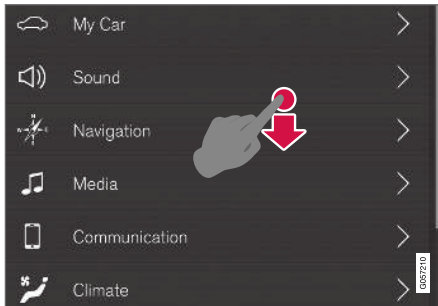 My Car
Sound
Navigation
Media
Communication
Climate
G057210